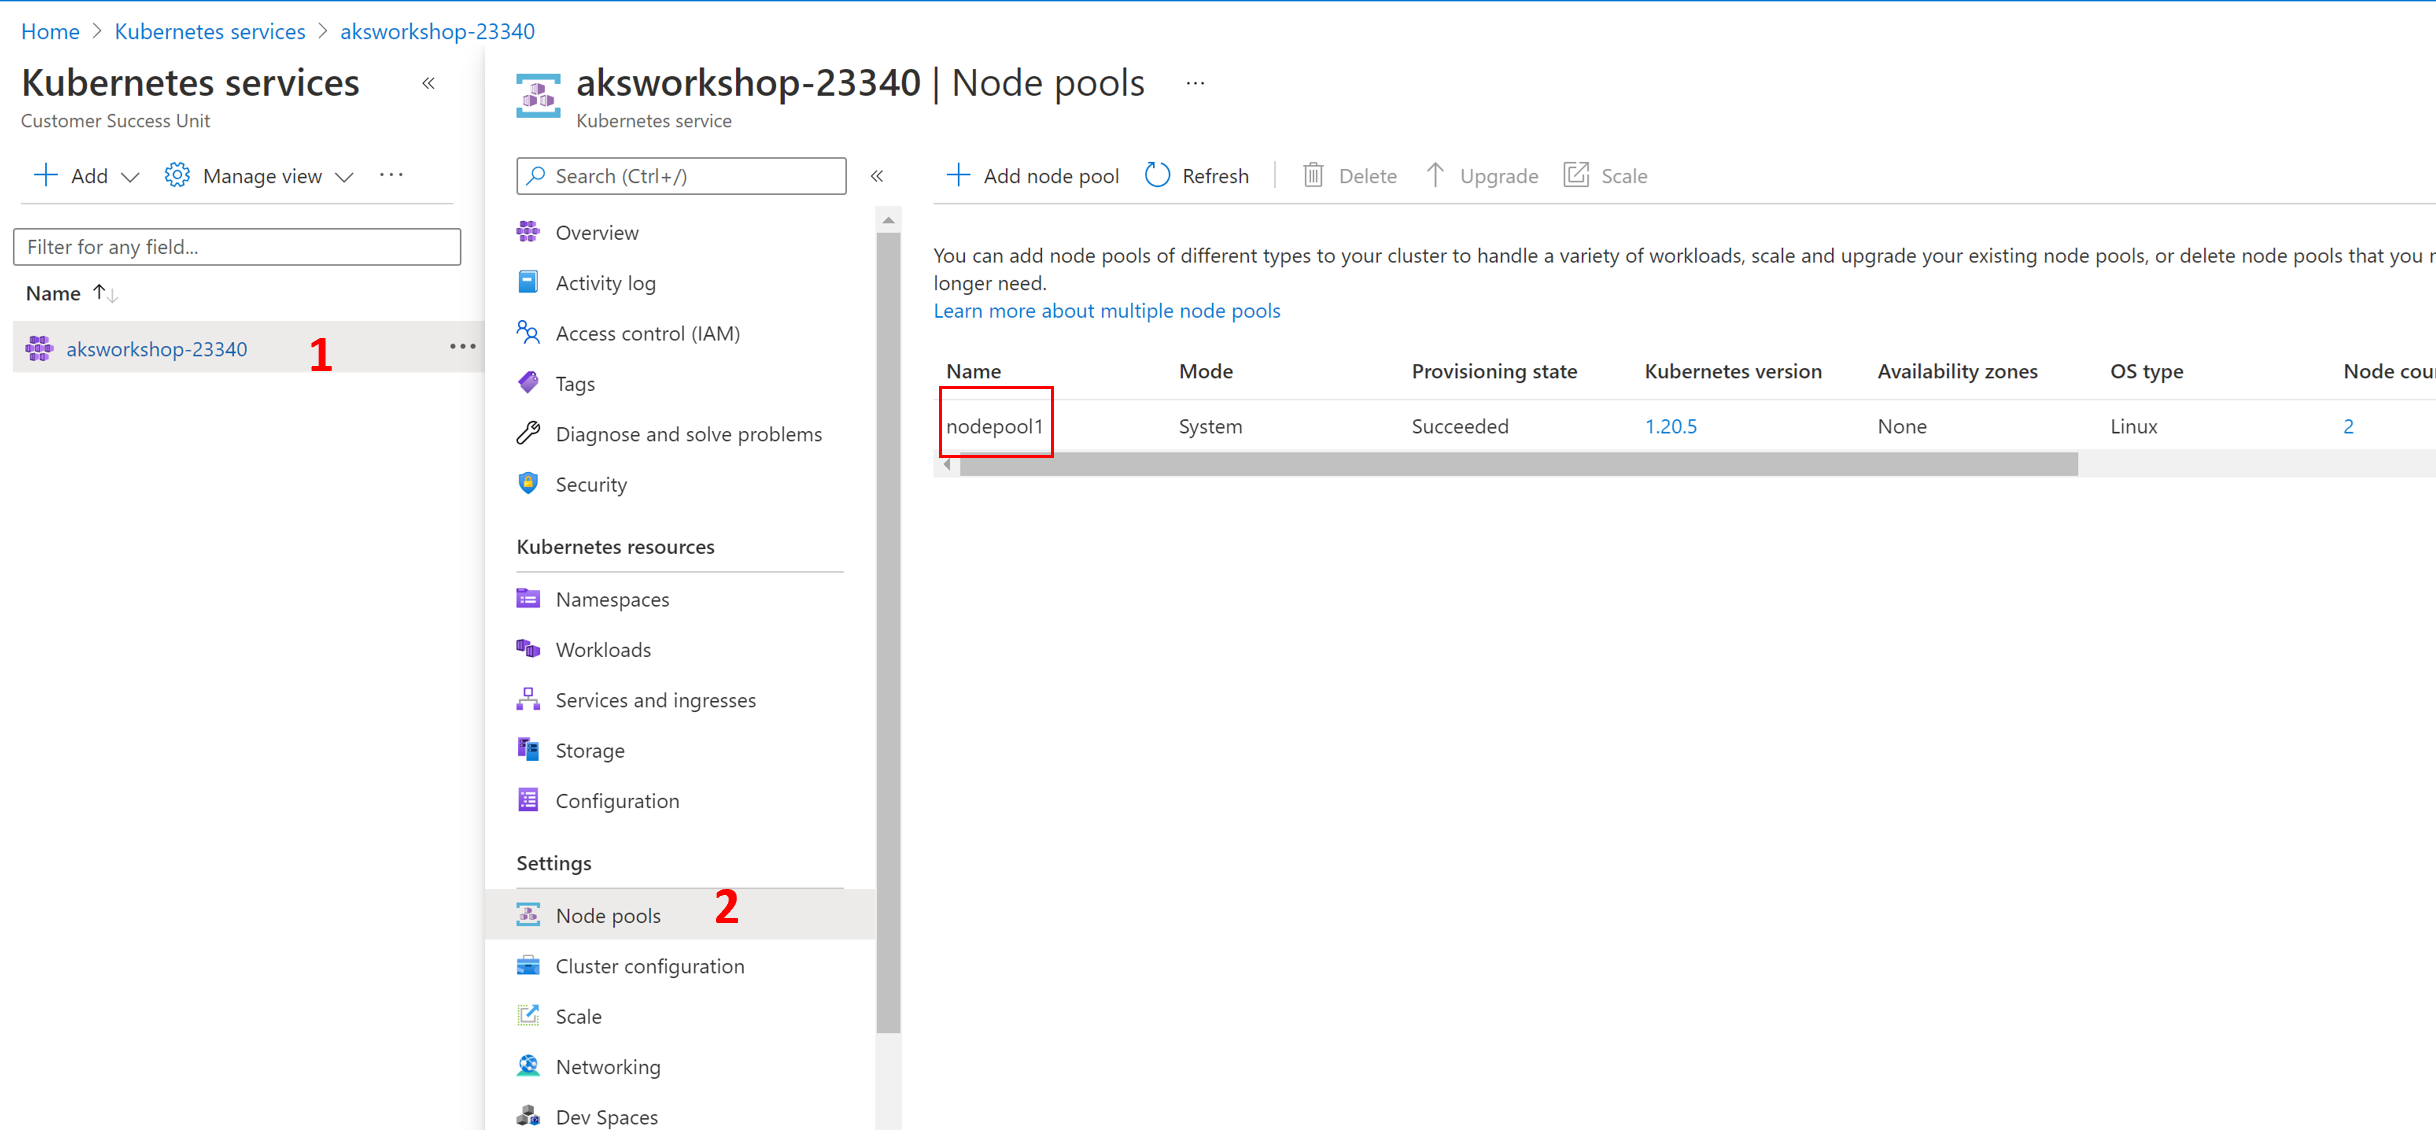 Home > Kubernetes services > aksworkshop-23340
Kubernetes services «
Customer Success Unit
+ Add Manage view ...
Filter for any field...
Name ↑↓
aksworkshop-23340 1 ...
aksworkshop-23340 | Node pools ...
Kubernetes service
Search (Ctrl+/) «
Overview
Activity log
Access control (IAM)
Tags
Diagnose and solve problems
Security
Kubernetes resources
Namespaces
Workloads
Services and ingresses
Storage
Configuration
Settings
Node pools 2
Cluster configuration
Scale
Networking
Dev Spaces
+ Add node pool Refresh | Delete ↑ Upgrade Scale
You can add node pools of different types to your cluster to handle a variety of workloads, scale and upgrade your existing node pools, or delete node pools that you
longer need.
Learn more about multiple node pools
Name Mode Provisioning state Kubernetes version Availability zones OS type Node cou
nodepool1 System Succeeded 1.20.5 None Linux 2